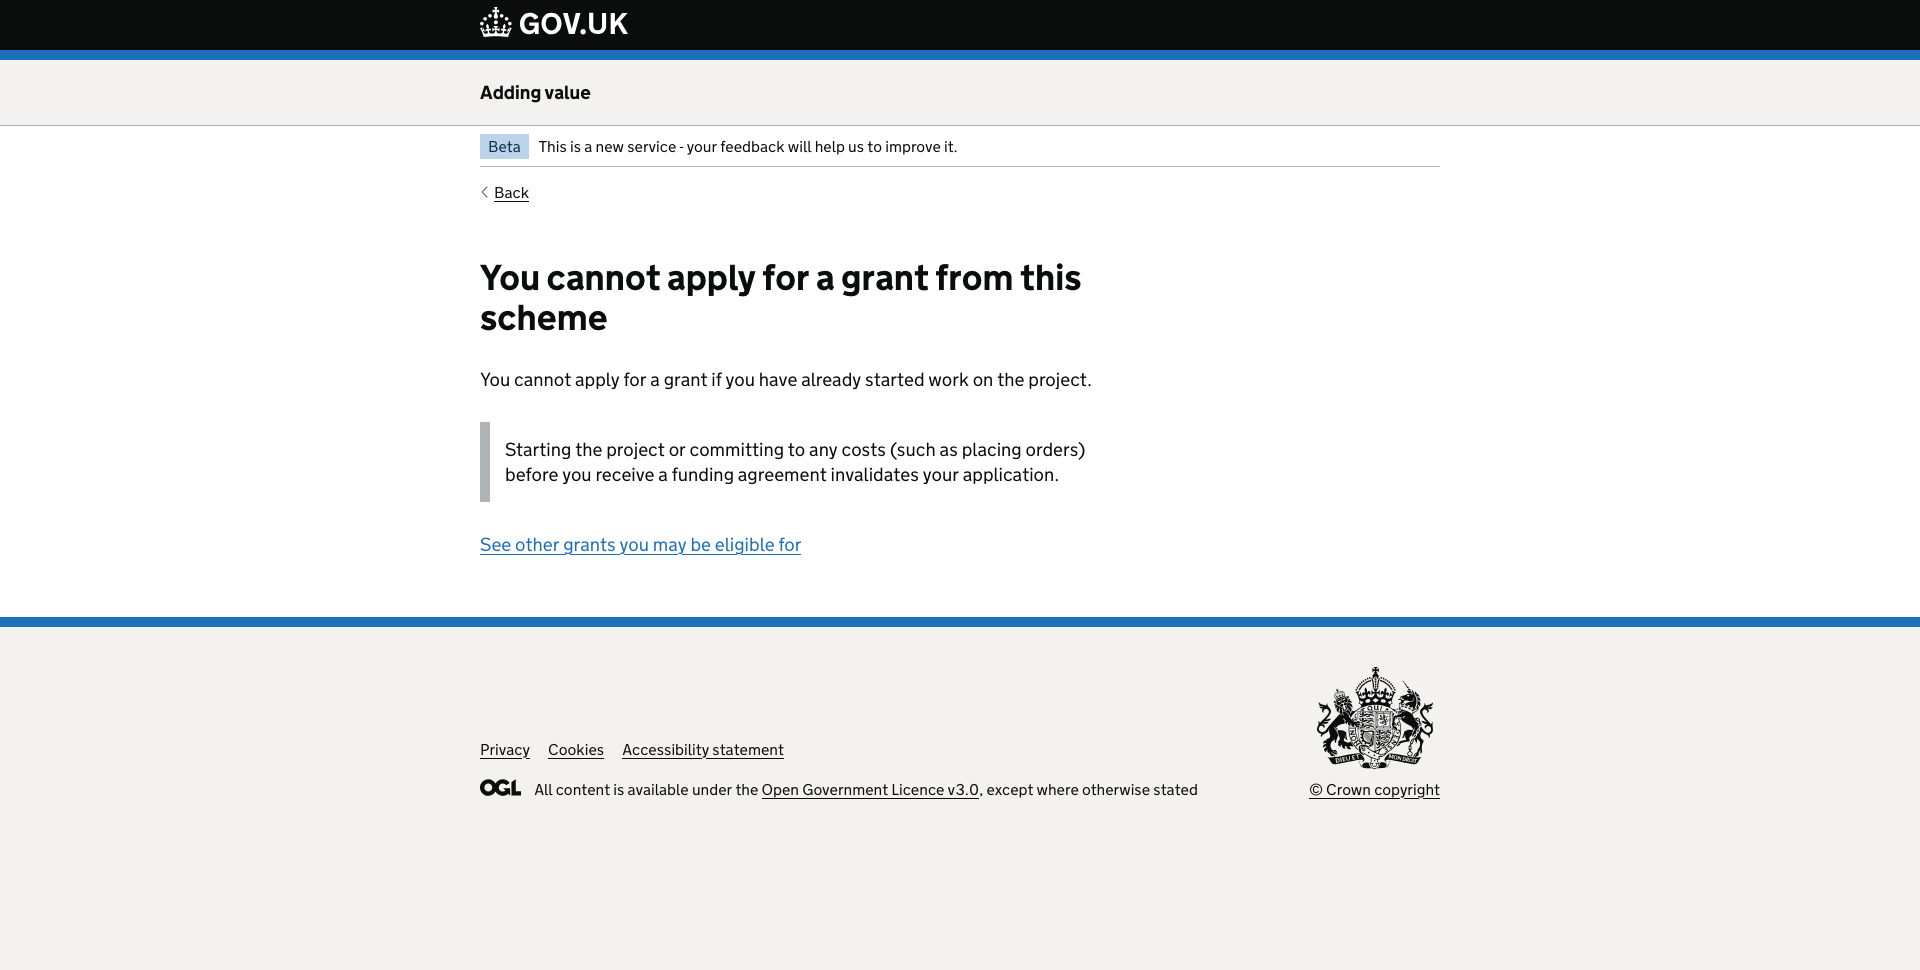 GOV.UK
Adding value
Beta This is a new service - your feedback will help us to improve it.
Back
You cannot apply for a grant from this
scheme
You cannot apply for a grant if you have already started work on the project.
Starting the project or committing to any costs (such as placing orders)
before you receive a funding agreement invalidates your application.
See other grants you may be eligible for
Privacy Cookies Accessibility statement
OGL All content is available under the Open Government Licence v3.0, except where otherwise stated
DIEU ET MON DROIT
© Crown copyright